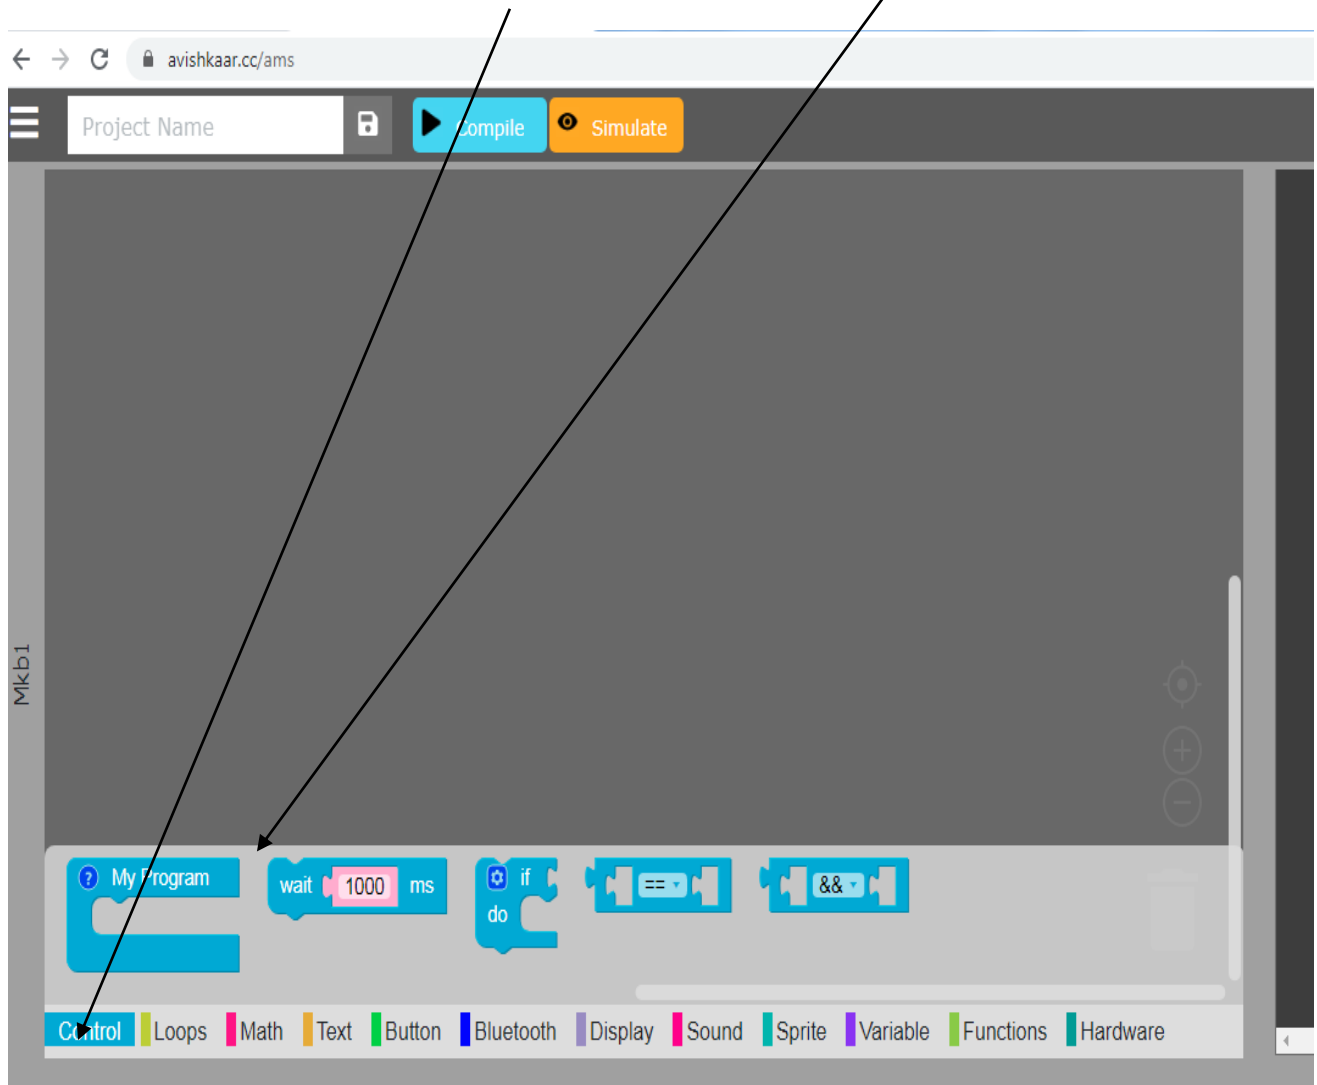 avishkaar.cc/ams
Project Name
Compile
Simulate
Mkb1
My Program
wait 1000 ms
if
do
==
&&
Control Loops Math Text Button Bluetooth Display Sound Sprite Variable Functions Hardware